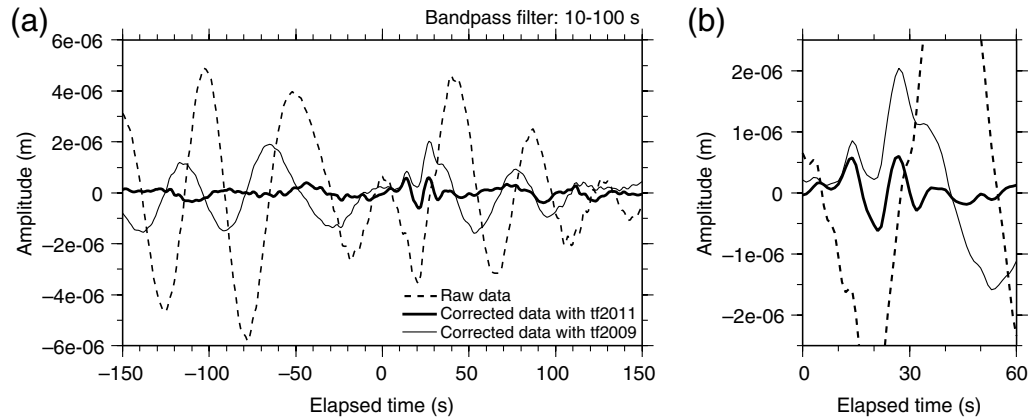 (a)
Bandpass filter: 10-100 s
(b)
6e-06
4e-06
2e-06
0
−2e-06
−4e-06
−6e-06
Amplitude (m)
Raw data
Corrected data with tf2011
Corrected data with tf2009
−150 −100 −50 0 50 100 150
Elapsed time (s)
2e-06
1e-06
0
−1e-06
−2e-06
Amplitude (m)
0 30 60
Elapsed time (s)